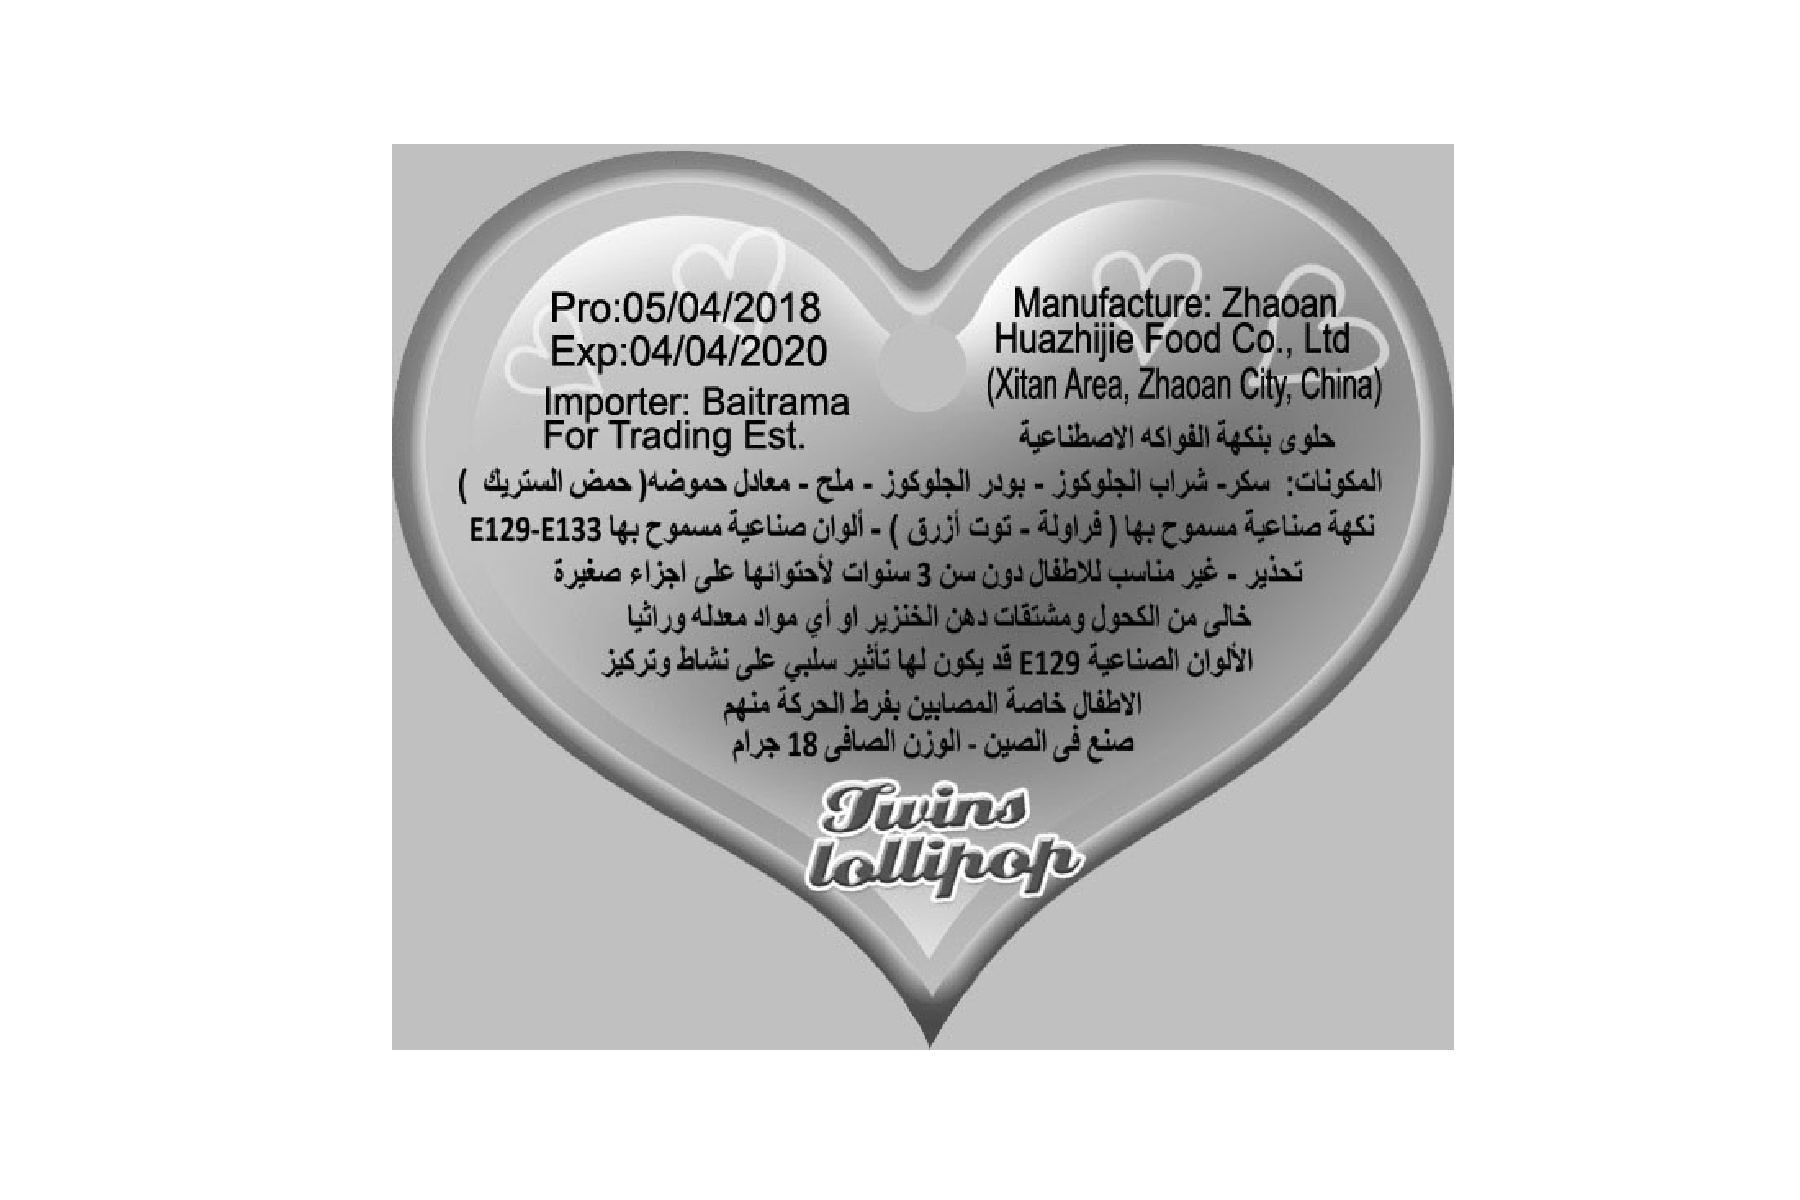 Pro:05/04/2018
Exp:04/04/2020
Importer: Baitrama
For Trading Est.
Manufacture: Zhaoan
Huazhijie Food Co., Ltd
(Xitan Area, Zhaoan City, China)
حلوى بنكهة الفواكه الاصطناعية
المكونات: سكر- شراب الجلوكوز - بودر الجلوكوز - ملح - معادل حموضه( حمض الستريك )
نكهة صناعية مسموح بها ( فراولة - توت أزرق ) - ألوان صناعية مسموح بها E129-E133
تحذير - غير مناسب للاطفال دون سن 3 سنوات لأحتوائها على اجزاء صغيرة
خالى من الكحول ومشتقات دهن الخنزير او أي مواد معدله وراثيا
الألوان الصناعية E129 قد يكون لها تأثير سلبي على نشاط وتركيز
الاطفال خاصة المصابين بفرط الحركة منهم
صنع فى الصين - الوزن الصافى 18 جرام
Twins
lollipop